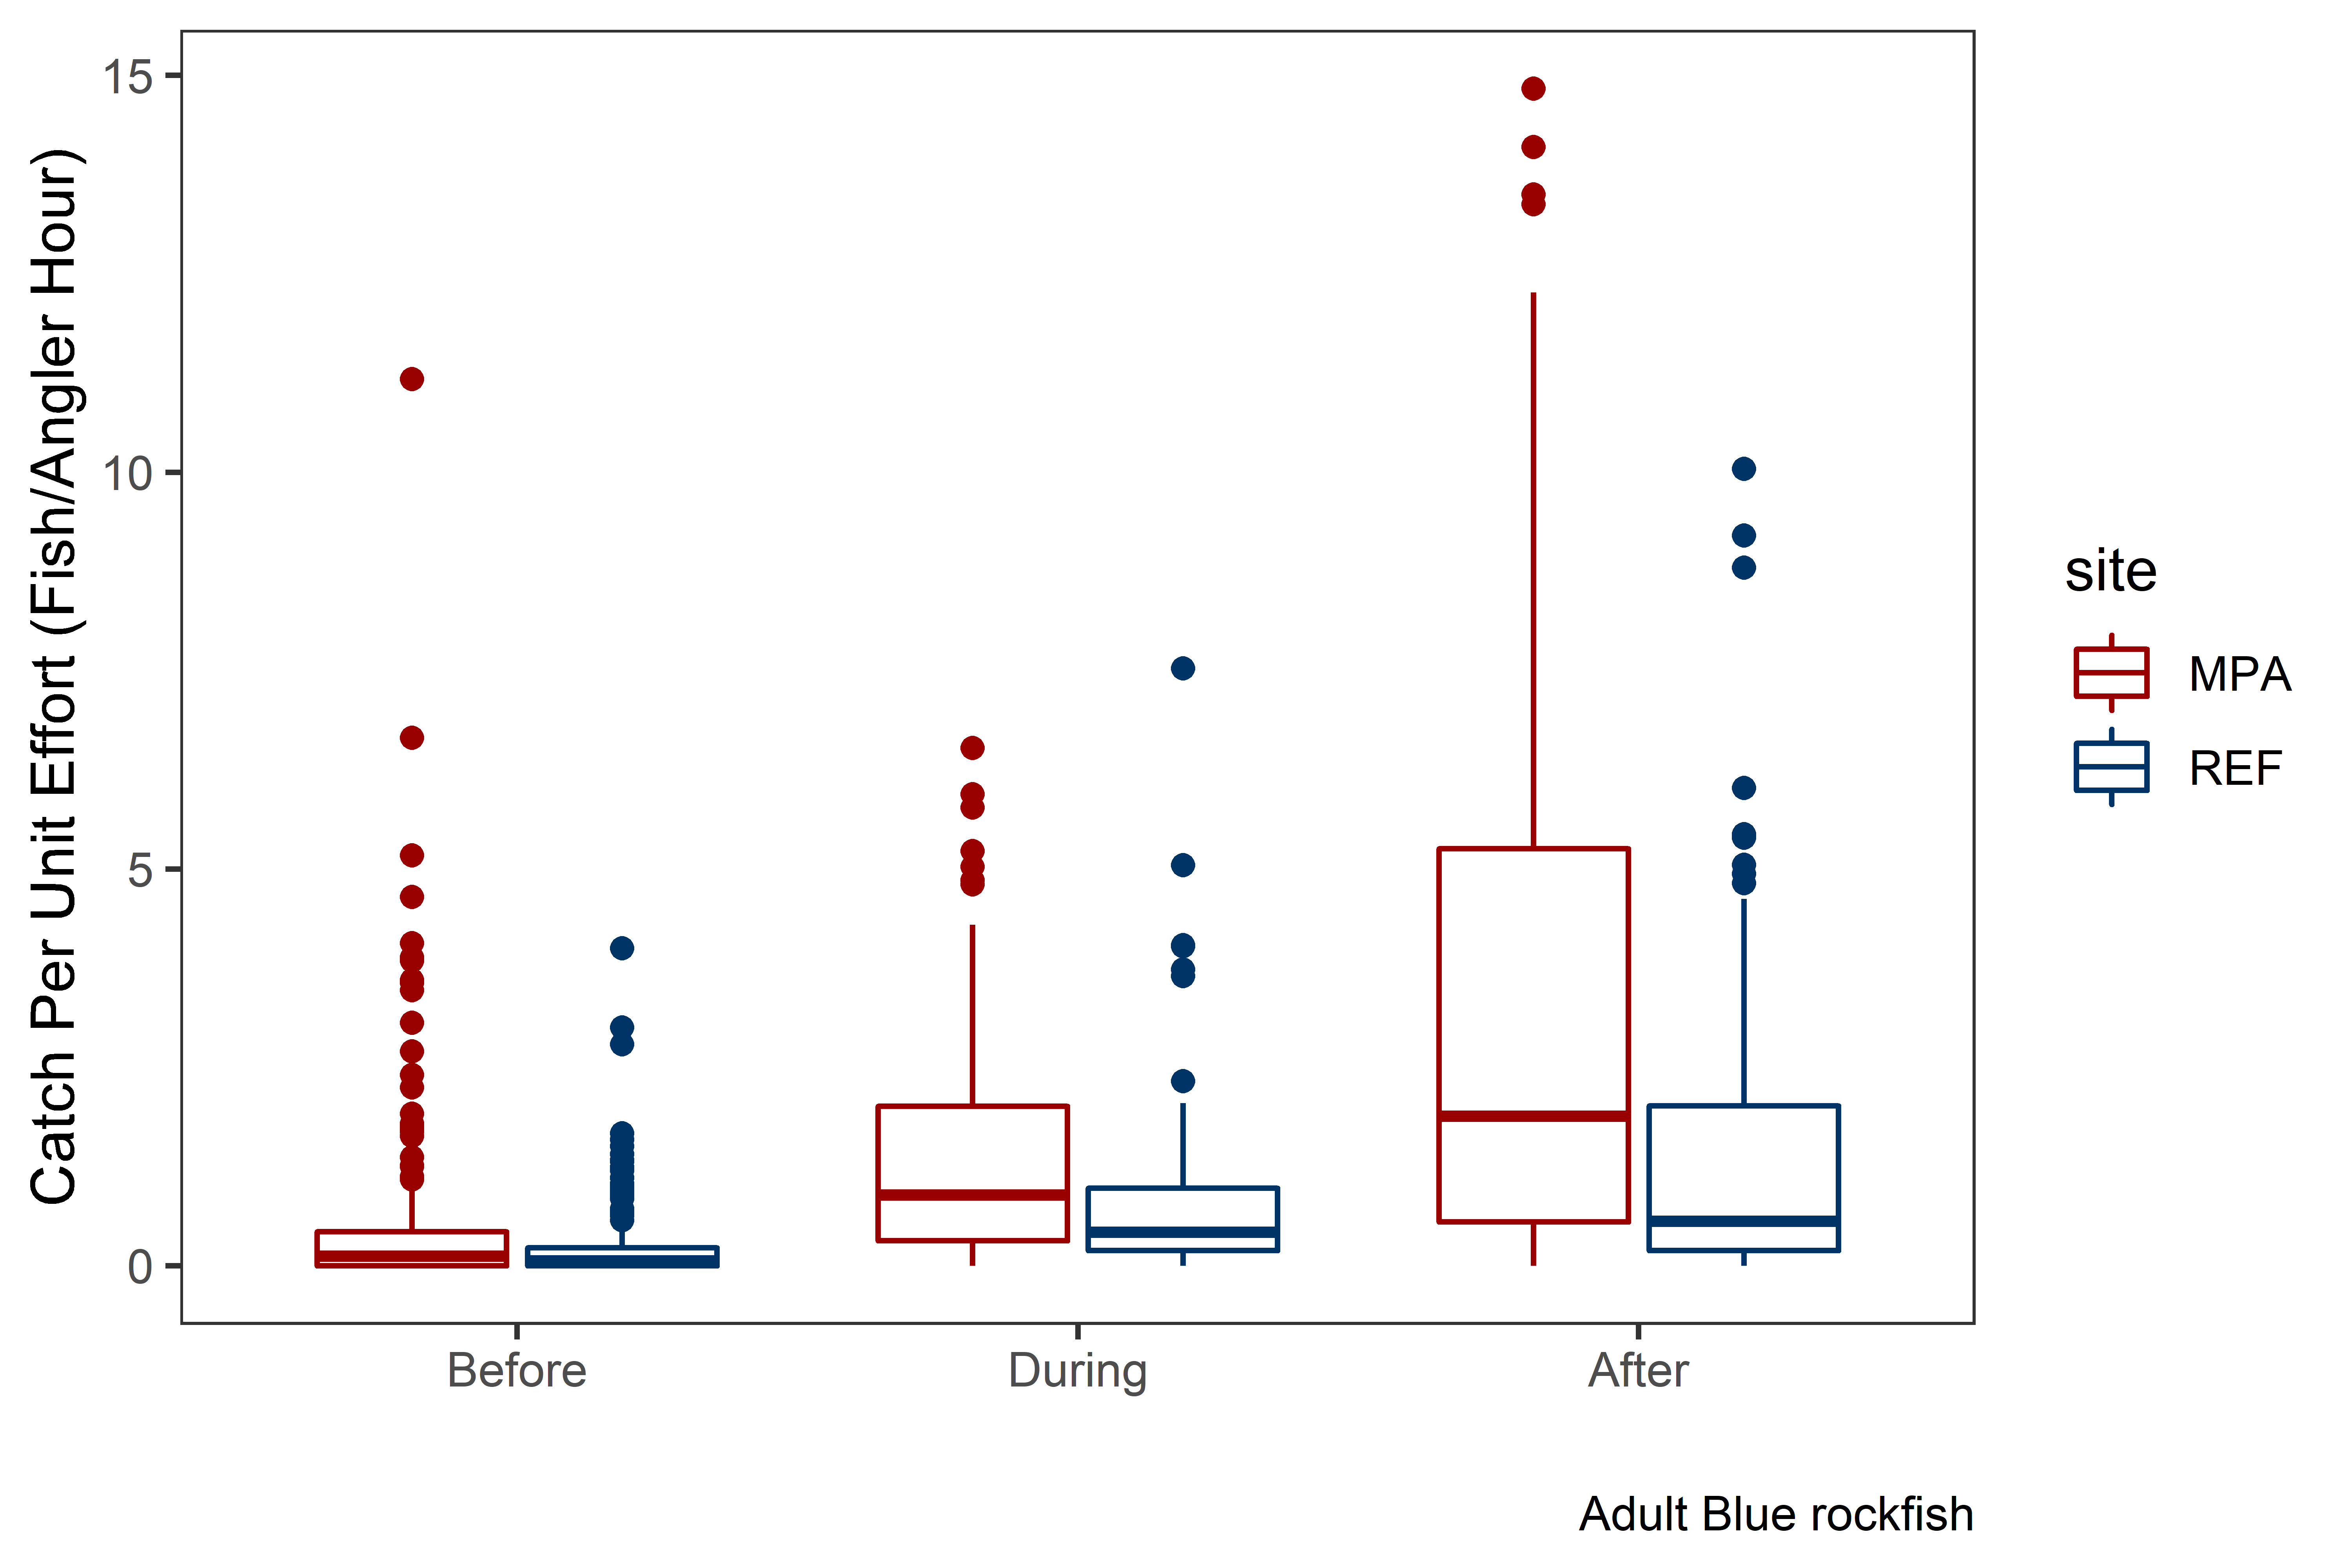 Catch Per Unit Effort (Fish/Angler Hour)
15
10
5
0
Before During After
site
MPA
REF
Adult Blue rockfish